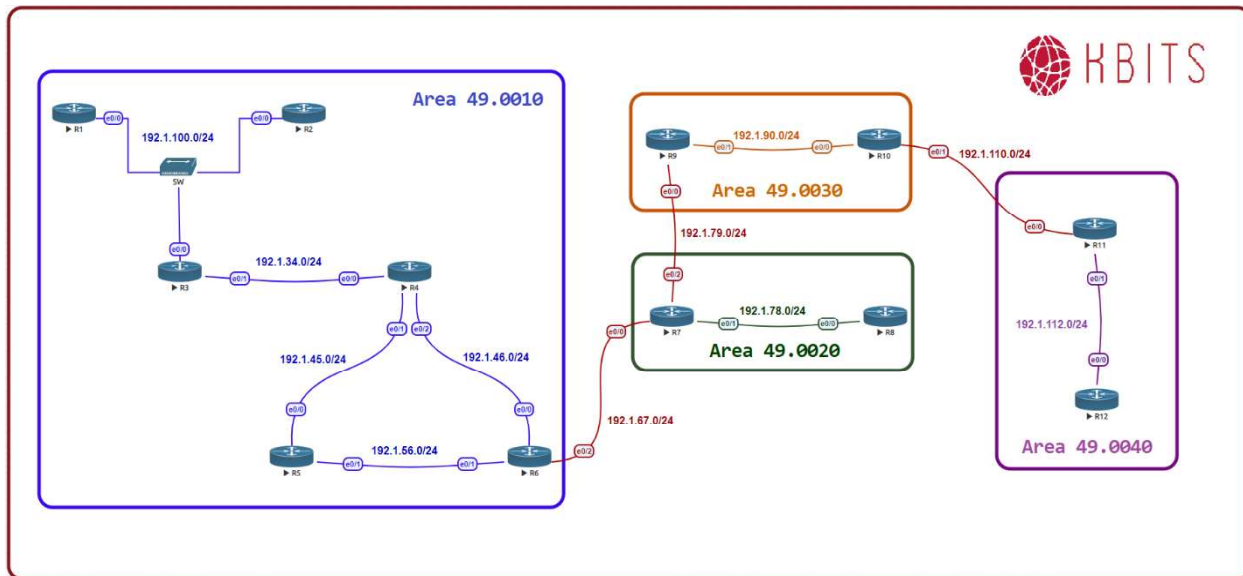 KBITS
Area 49.0010
e0/0
R1
192.1.100.0/24
e0/0
R2
SW
e0/0
R3
e0/1
192.1.34.0/24
e0/0
R4
e0/1
e0/2
192.1.45.0/24
192.1.46.0/24
e0/0
e0/0
R5
e0/1
192.1.56.0/24
e0/1
R6
e0/2
192.1.67.0/24
R9
e0/1
192.1.90.0/24
e0/0
R10
e0/1
192.1.110.0/24
e0/0
Area 49.0030
192.1.79.0/24
e0/2
e0/0
R7
e0/1
192.1.78.0/24
e0/0
R8
Area 49.0020
e0/0
R11
e0/1
192.1.112.0/24
e0/0
R12
Area 49.0040